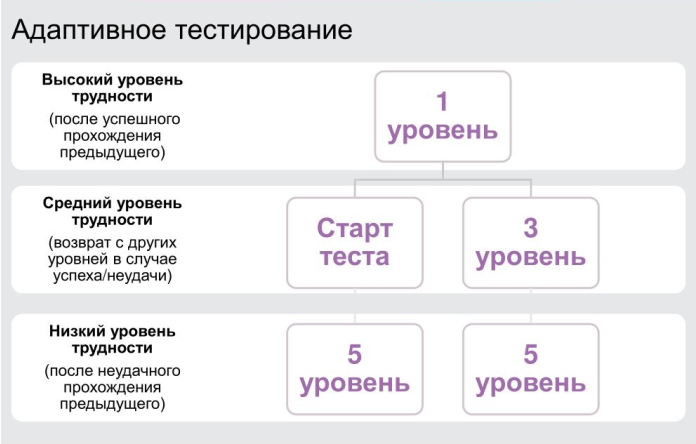 Адаптивное тестирование
Высокий уровень
трудности
(после успешного
прохождения
предыдущего)
1
уровень
Средний уровень
трудности
(возврат с других
уровней в случае
успеха/неудачи)
Старт
теста
3
уровень
Низкий уровень
трудности
(после неудачного
прохождения
предыдущего)
5
уровень
5
уровень